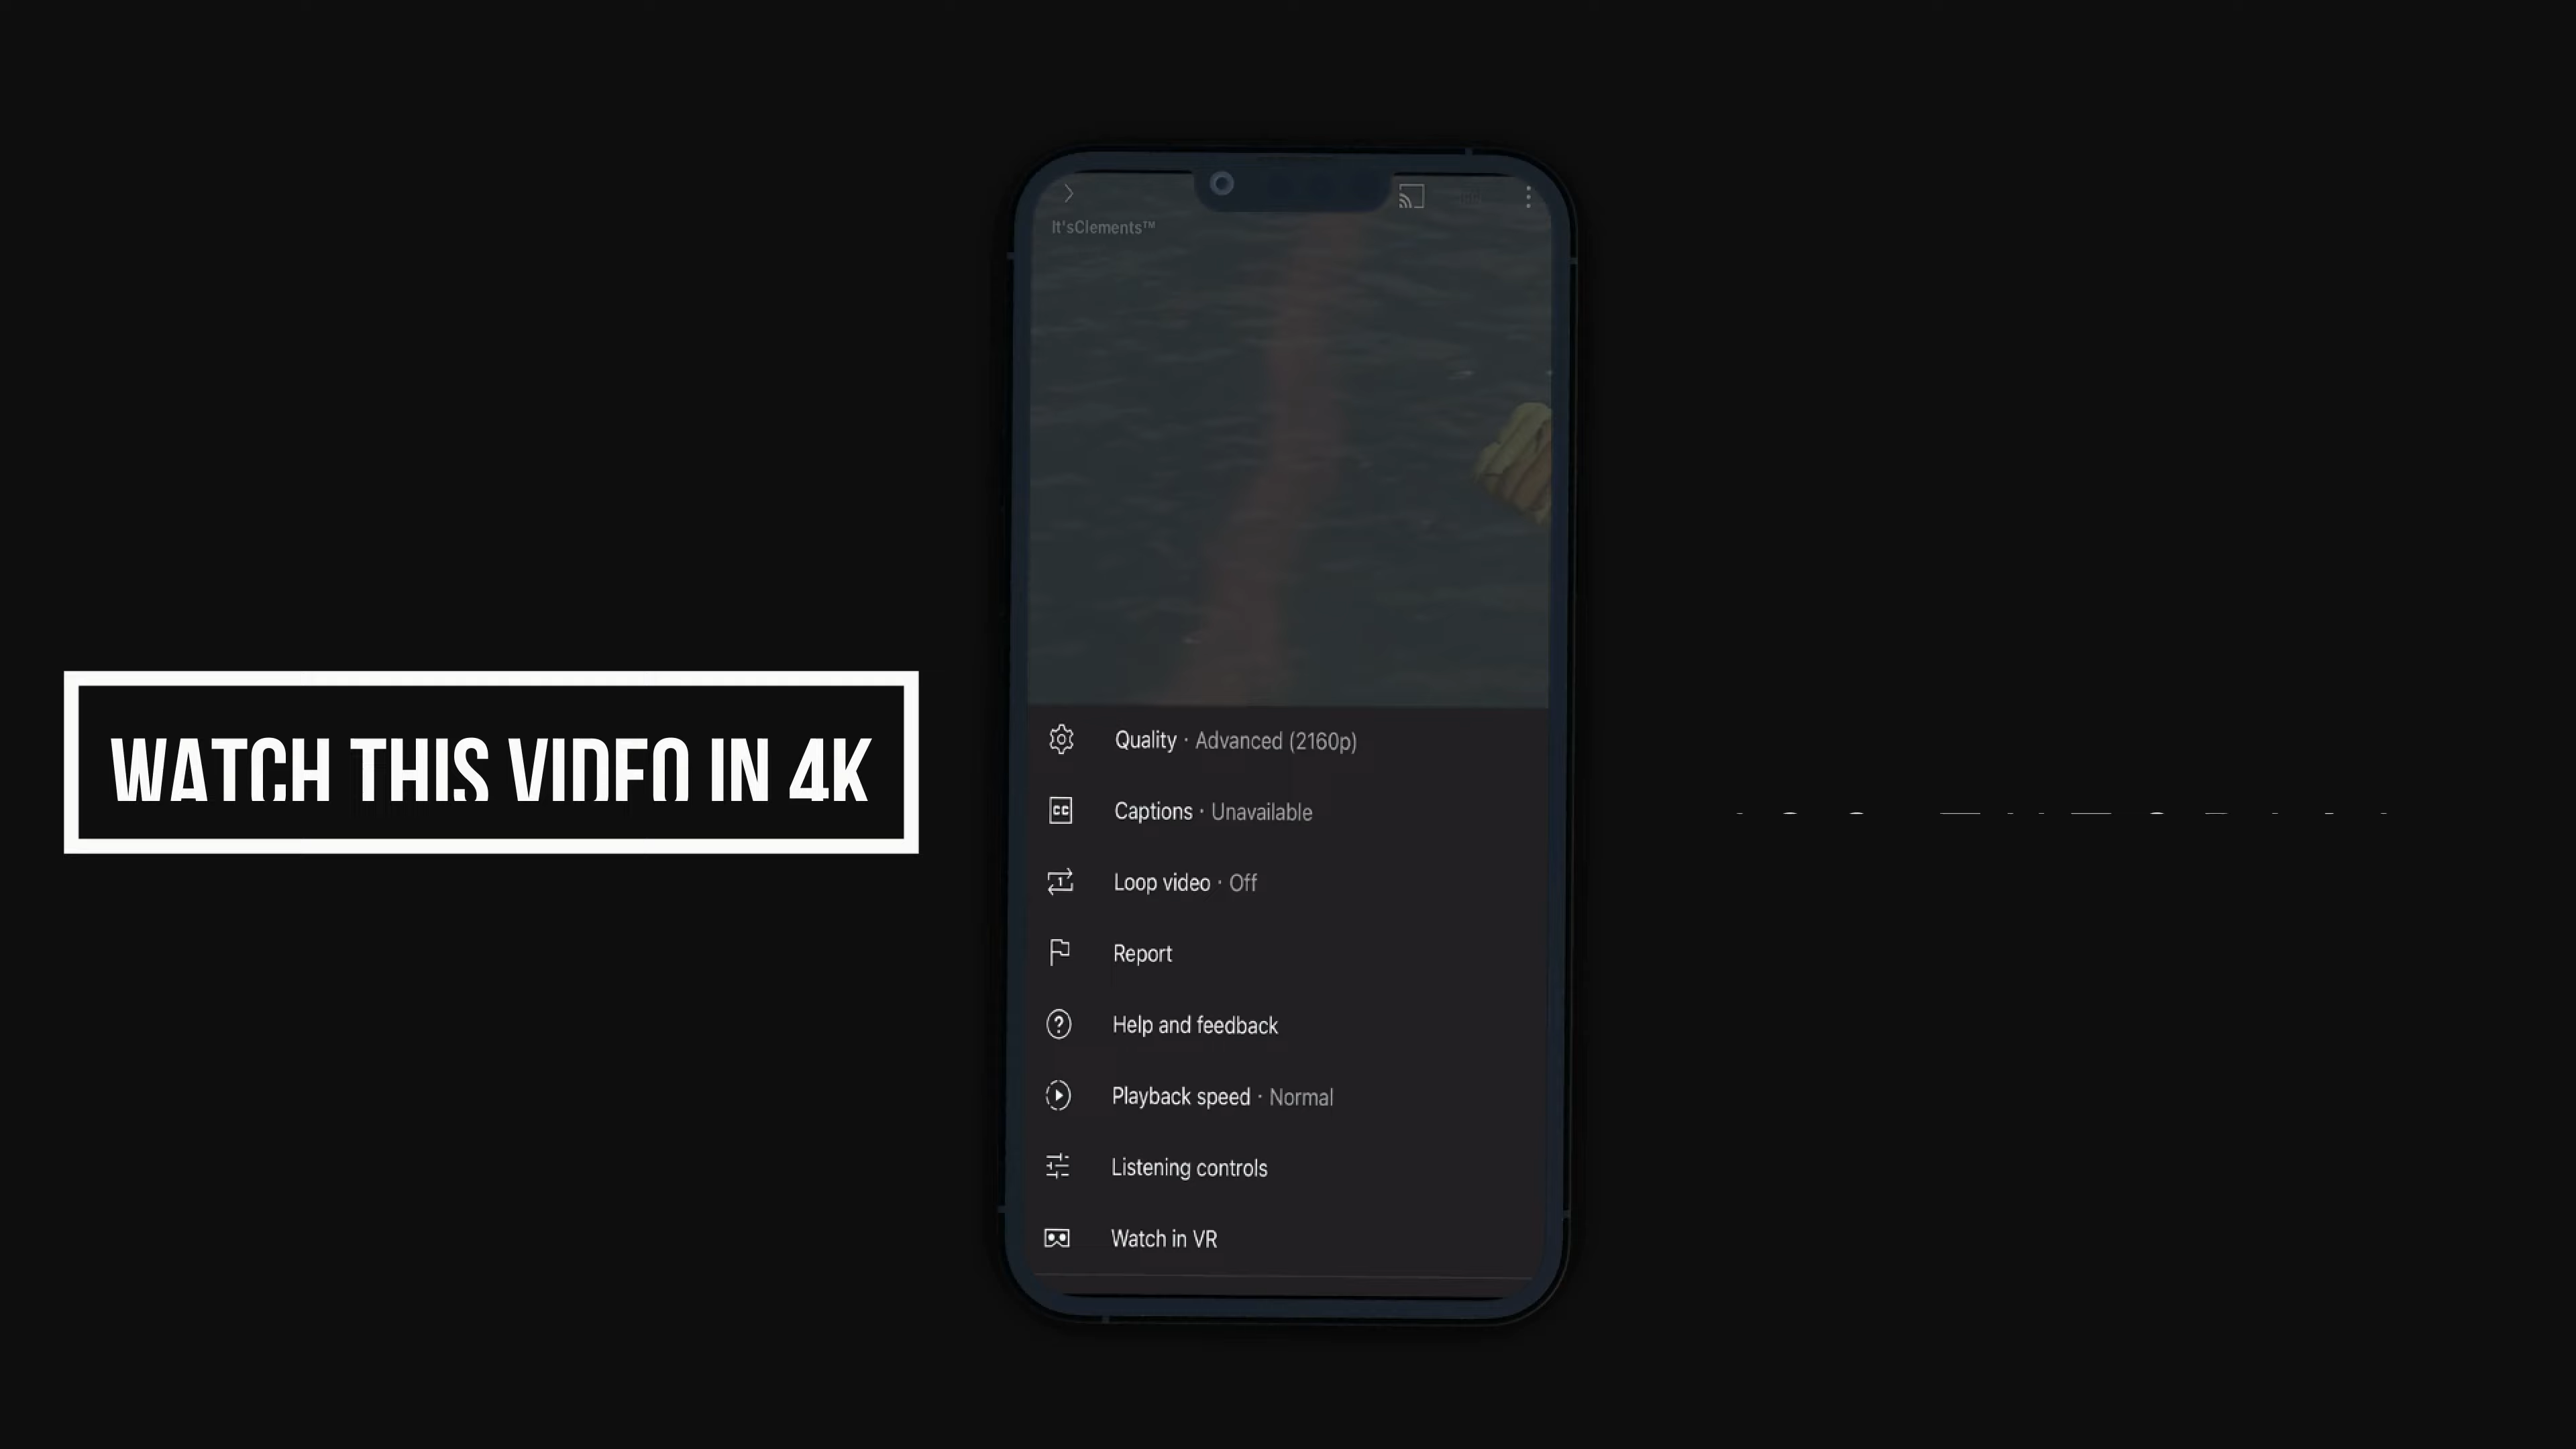 It'sClements™
WATCH THIS VIDEO IN 4K
Quality · Advanced (2160p)
Captions · Unavailable
Loop video · Off
Report
Help and feedback
Playback speed · Normal
Listening controls
Watch in VR